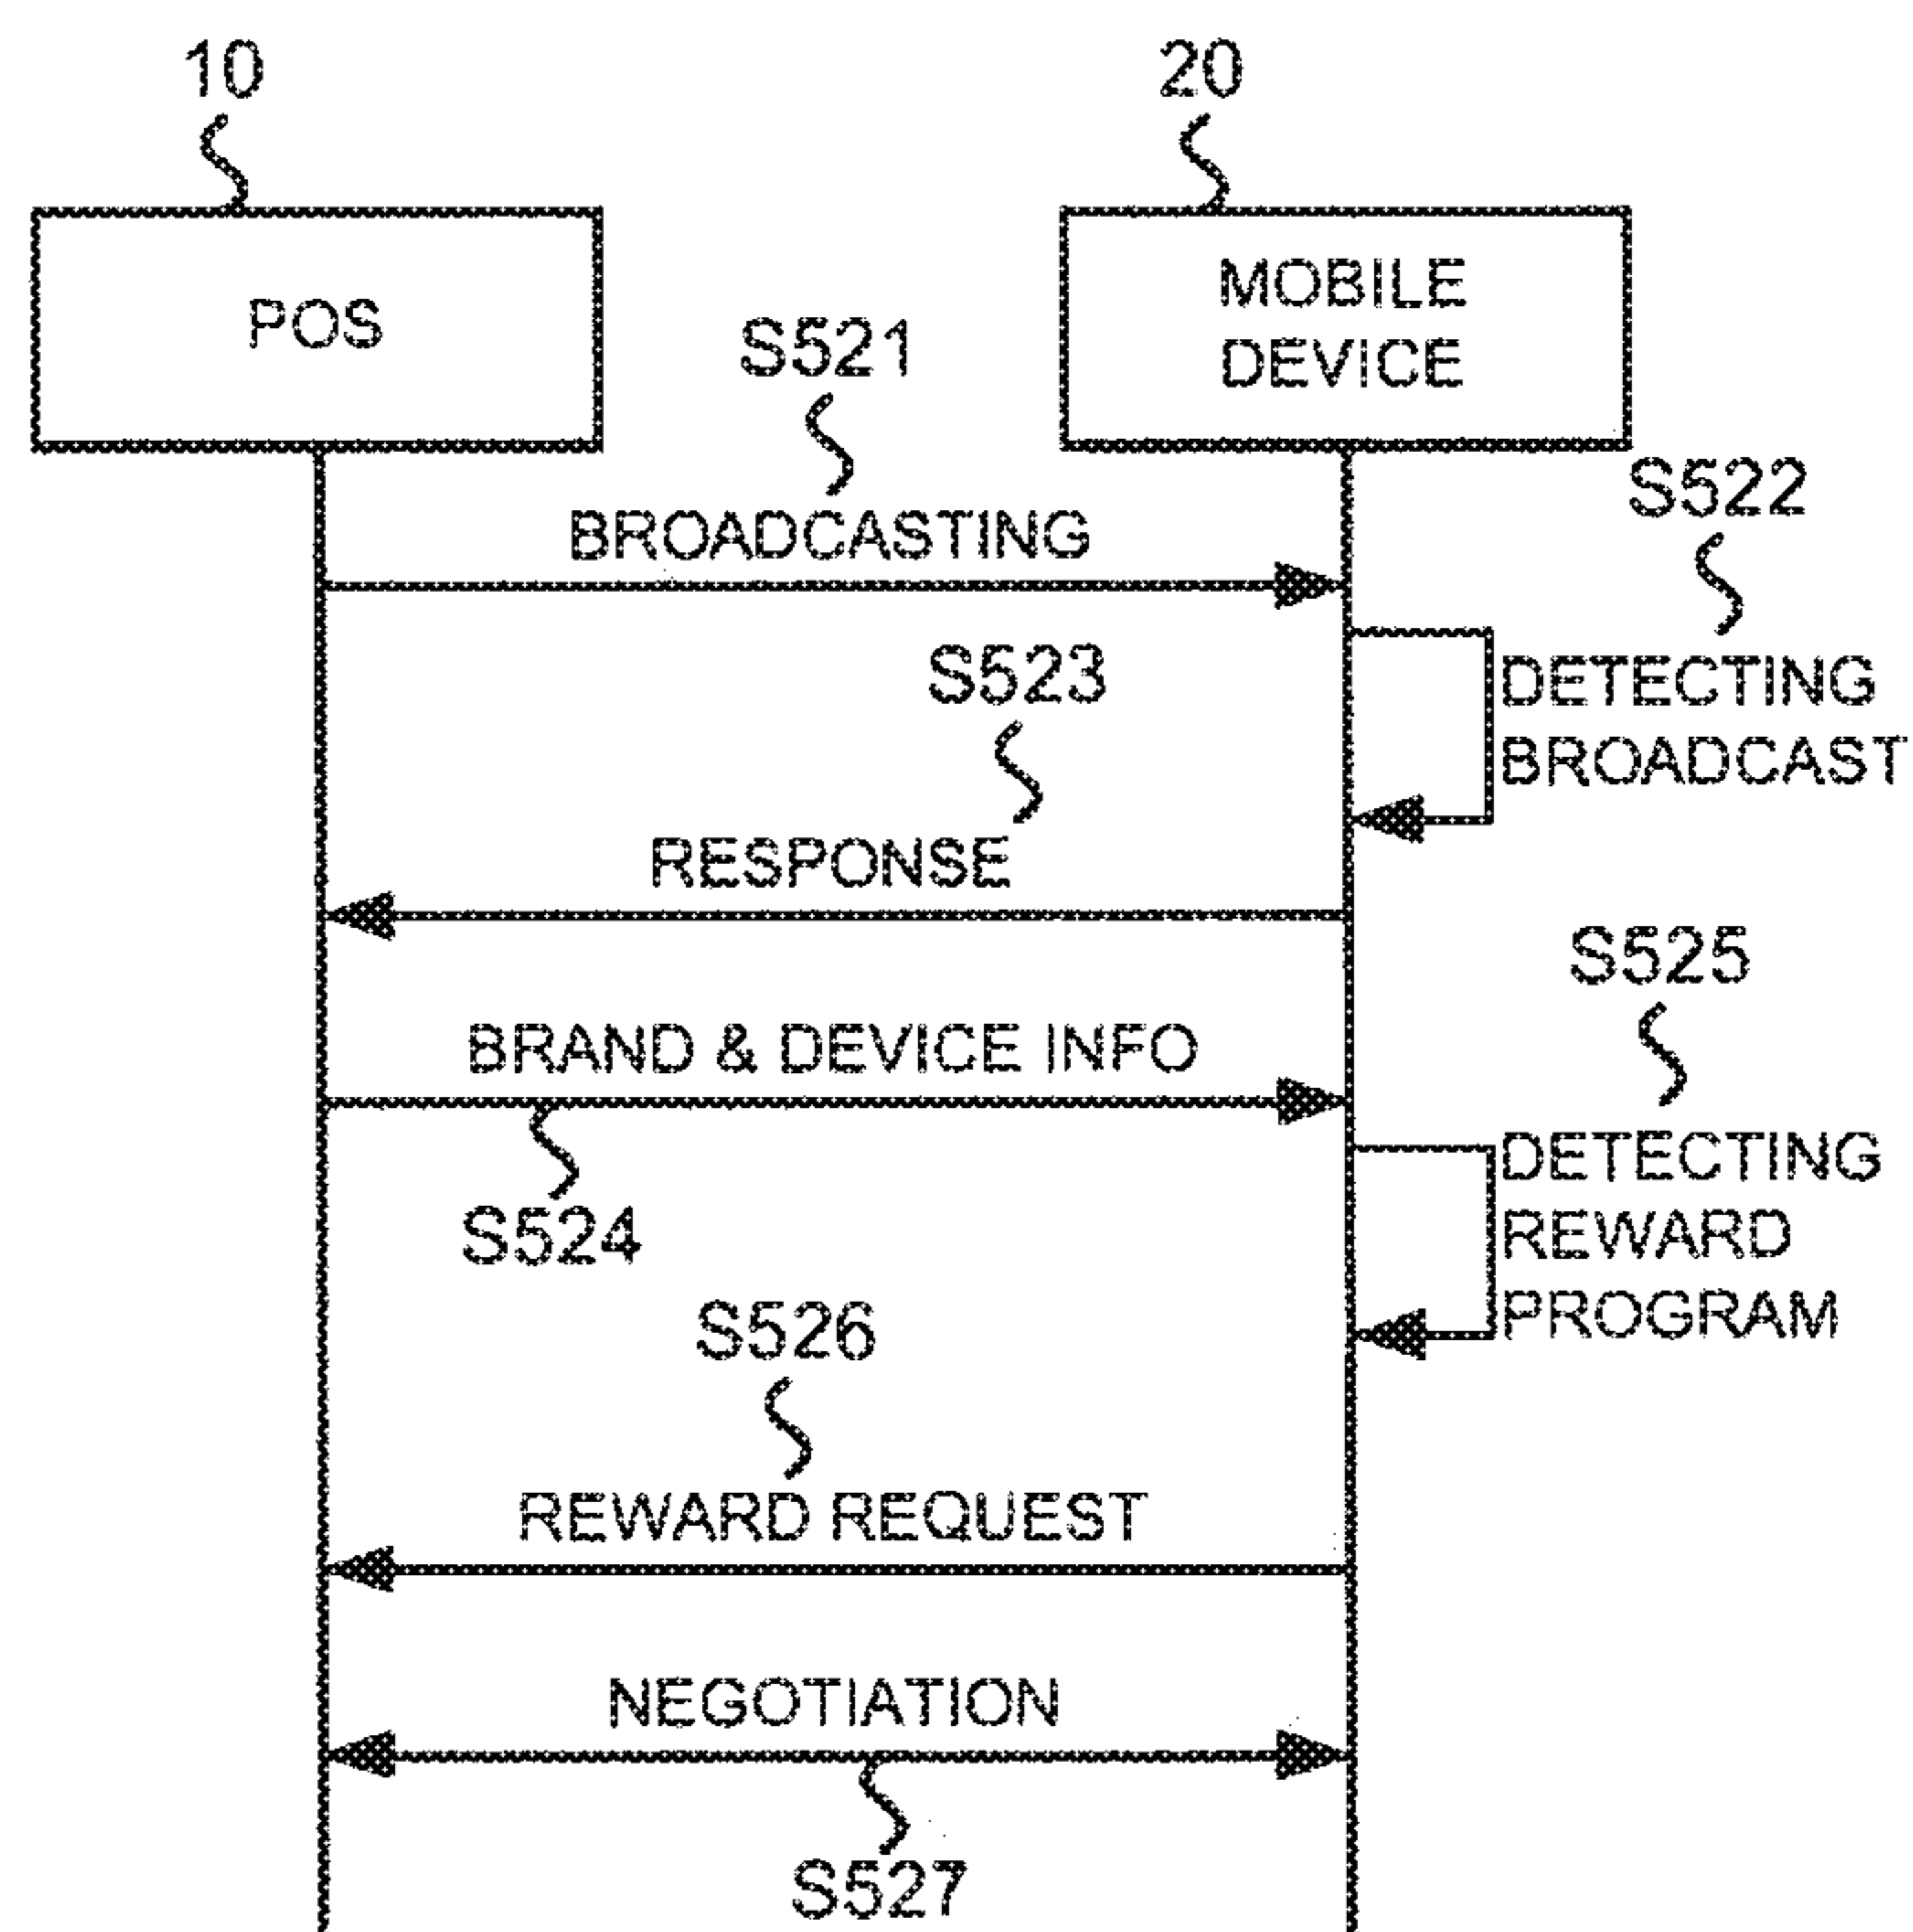 10
20
POS
MOBILE
DEVICE
S521
S522
BROADCASTING
DETECTING
BROADCAST
S523
RESPONSE
S525
BRAND & DEVICE INFO
S524
DETECTING
REWARD
PROGRAM
S526
REWARD REQUEST
NEGOTIATION
S527